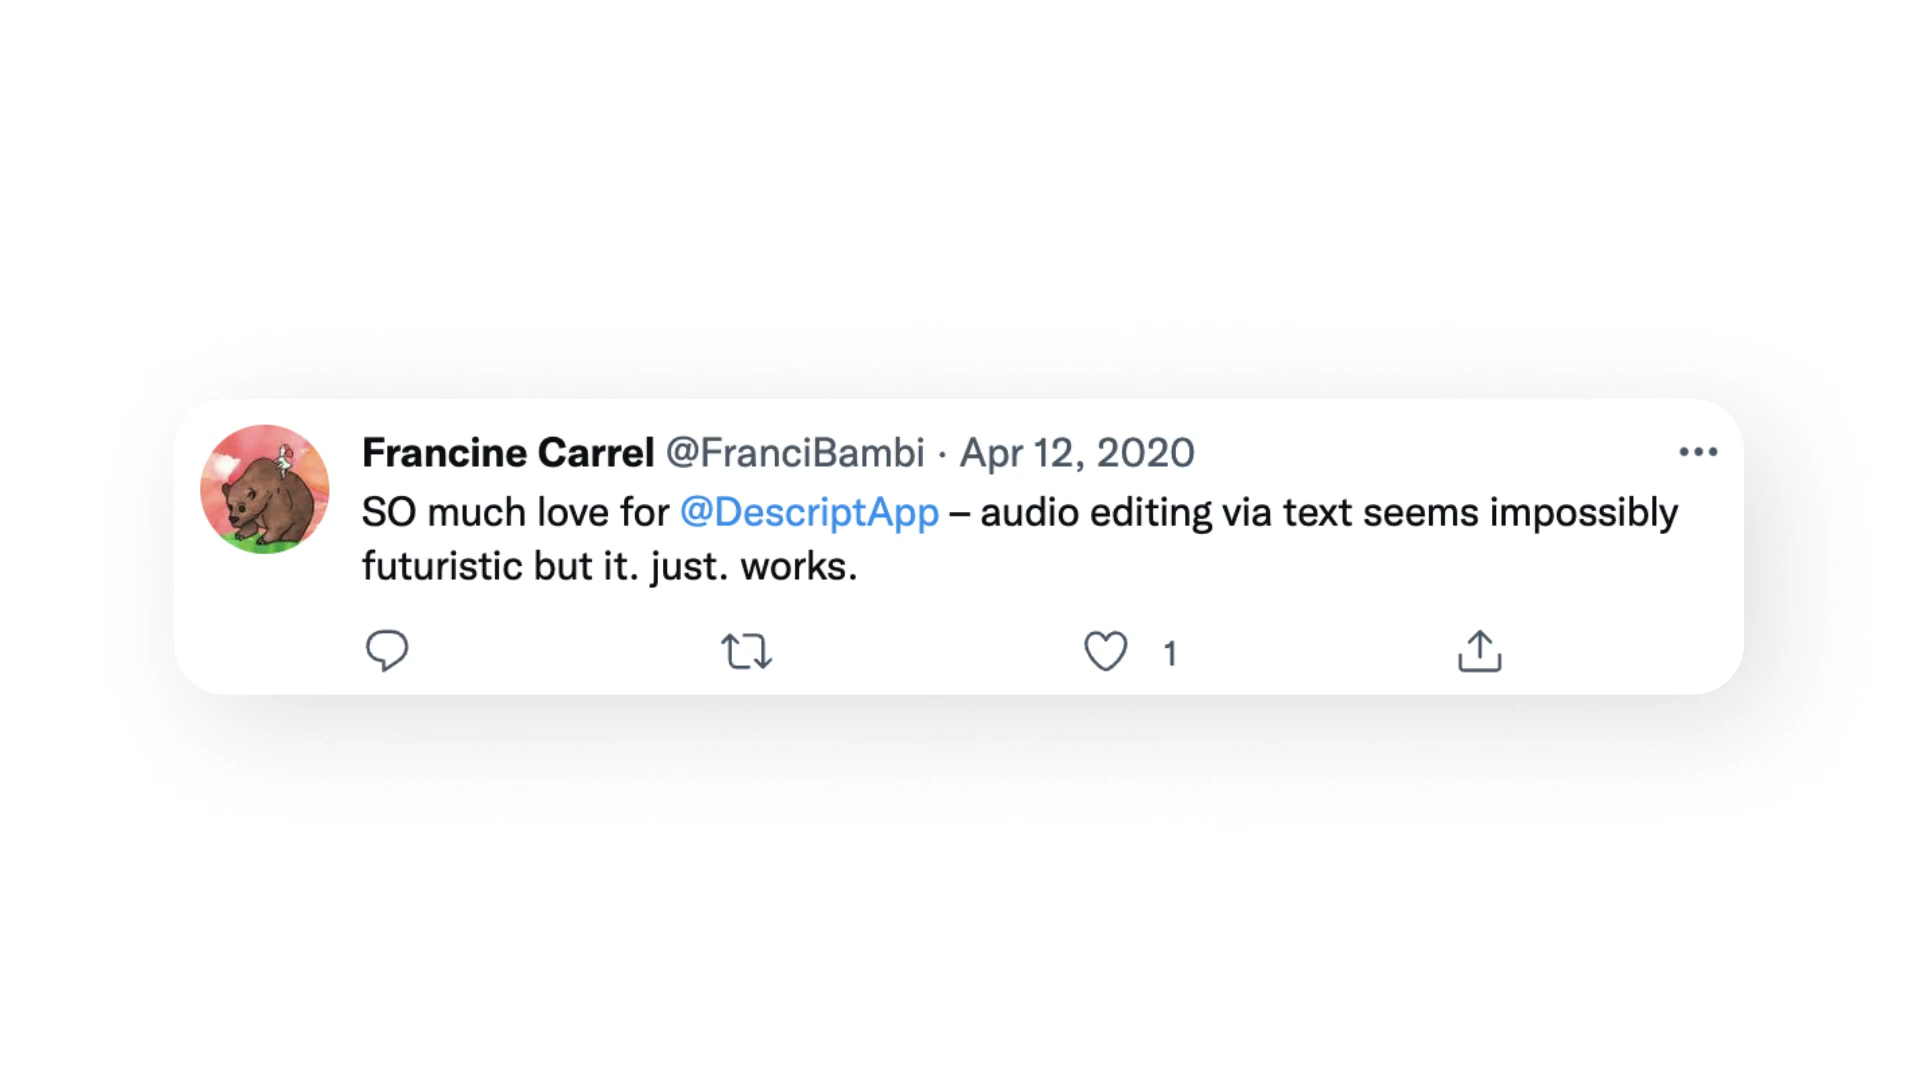 Francine Carrel @FranciBambi · Apr 12, 2020
SO much love for @DescriptApp – audio editing via text seems impossibly
futuristic but it. just. works.
1